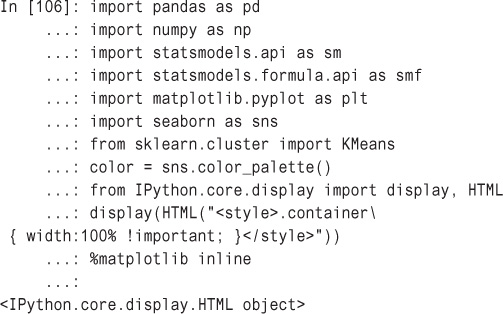 In [106]: import pandas as pd
     ...: import numpy as np
     ...: import statsmodels.api as sm
     ...: import statsmodels.formula.api as smf
     ...: import matplotlib.pyplot as plt
     ...: import seaborn as sns
     ...: from sklearn.cluster import KMeans
     ...: color = sns.color_palette()
     ...: from IPython.core.display import display, HTML
     ...: display(HTML("<style>.container\
 { width:100% !important; }</style>"))
     ...: %matplotlib inline
     ...:
<IPython.core.display.HTML object>